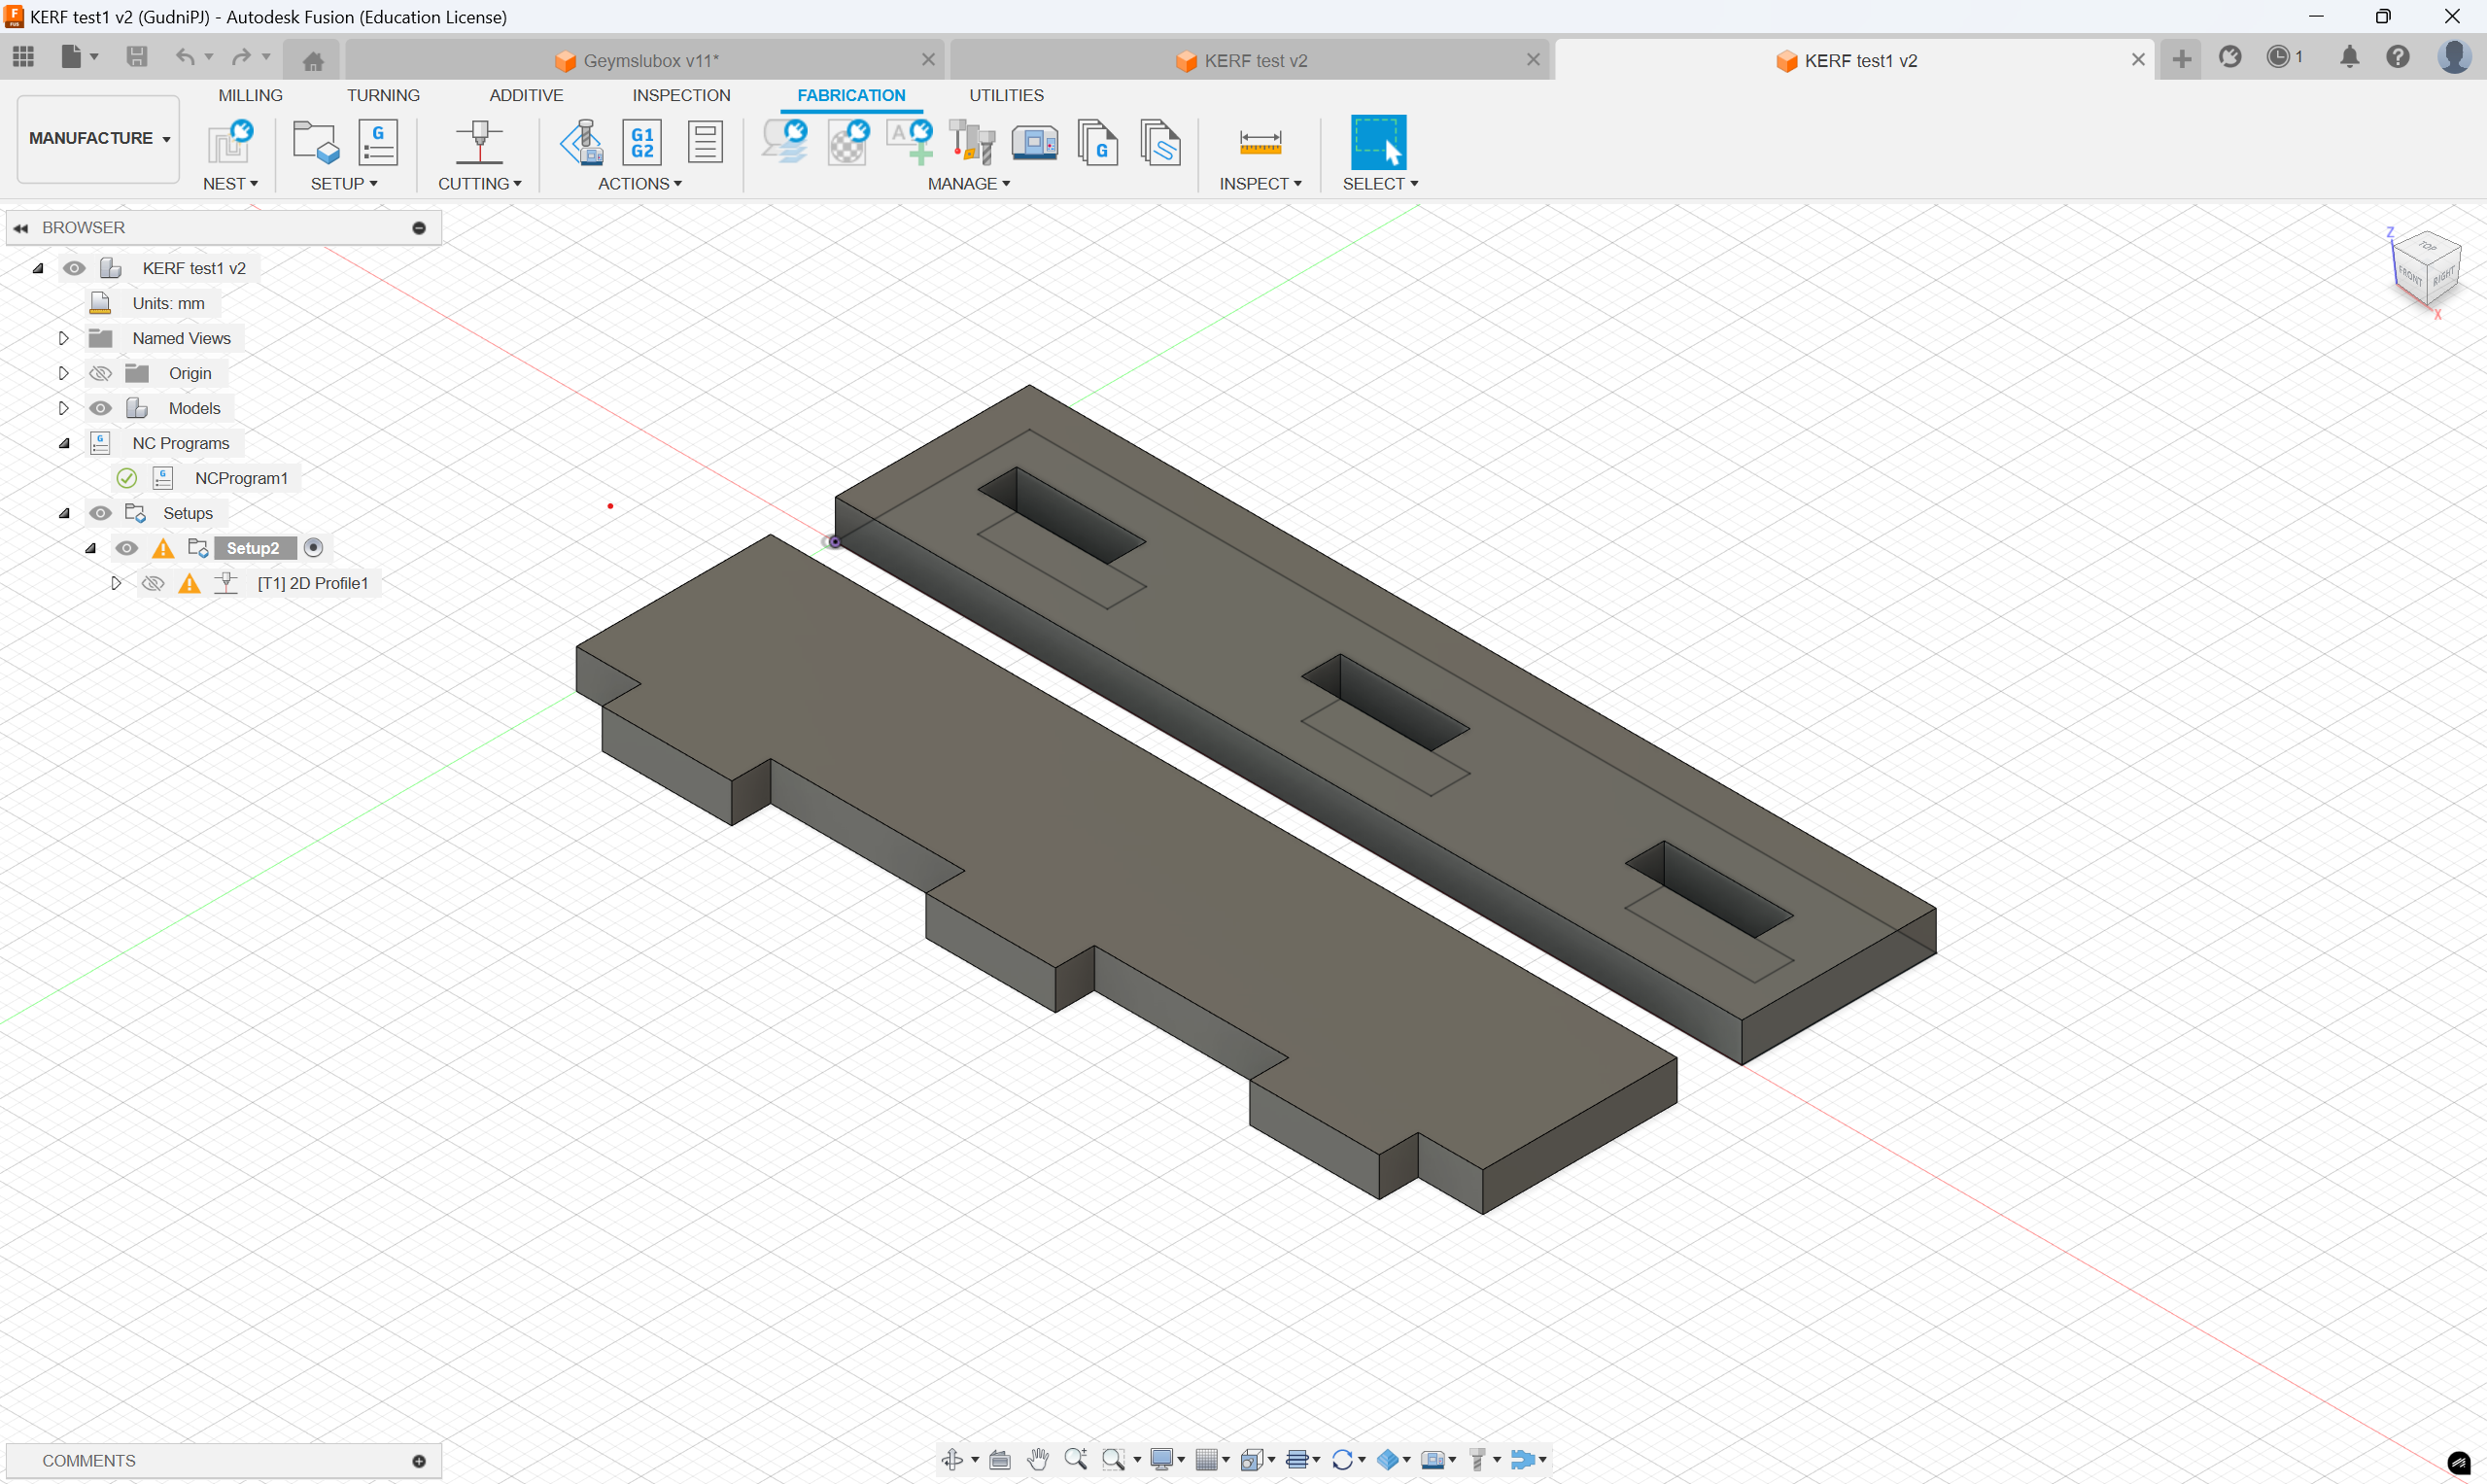 KERF test1 v2 (GudniPJ) - Autodesk Fusion (Education License)
Geymslubox v11*
KERF test v2
KERF test1 v2
1
MILLING TURNING ADDITIVE INSPECTION FABRICATION UTILITIES
MANUFACTURE
G
G1
G2
A
G
NEST SETUP CUTTING ACTIONS MANAGE INSPECT SELECT
BROWSER
KERF test1 v2
Units: mm
Named Views
Origin
Models
NC Programs
NCProgram1
Setups
Setup2
[T1] 2D Profile1
Z
TOP
FRONT
RIGHT
X
COMMENTS